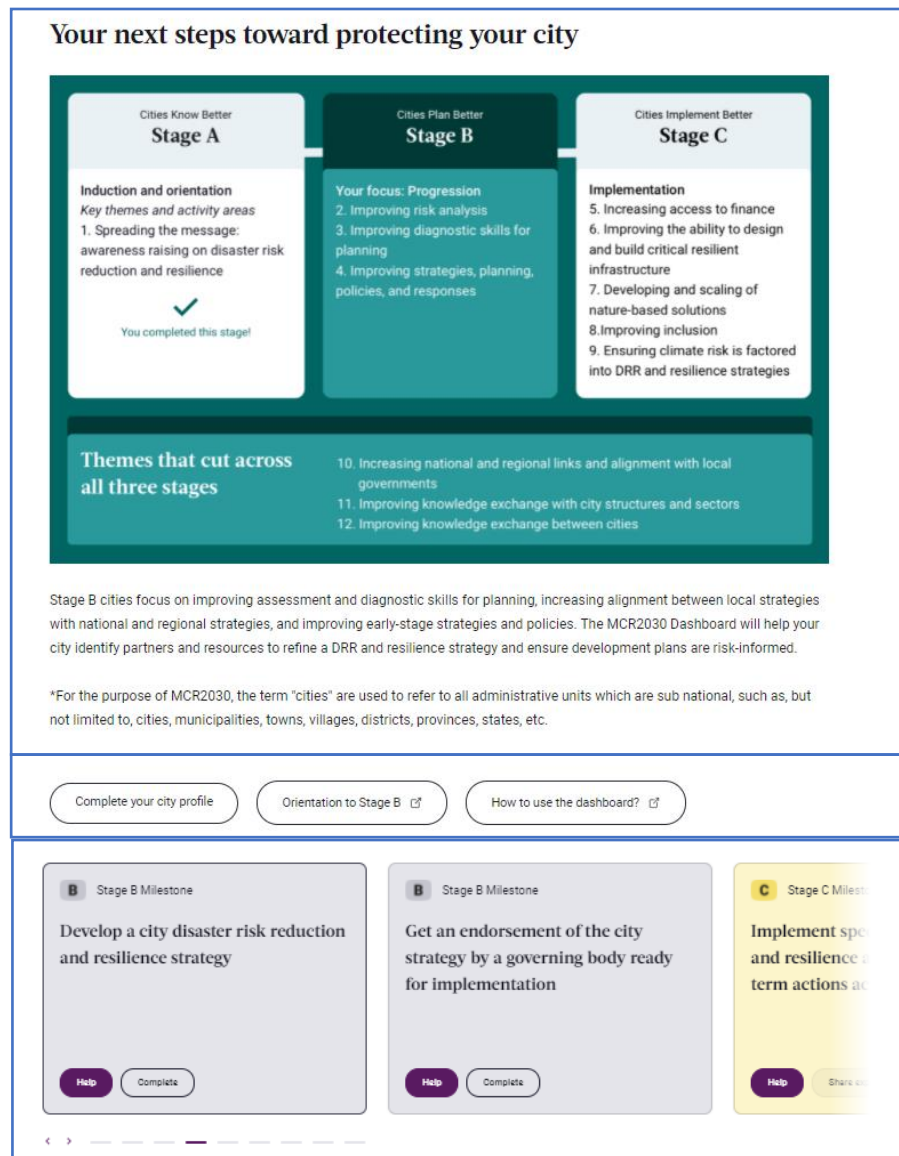 Your next steps toward protecting your city
Cities Know Better
Stage A
Induction and orientation
Key themes and activity areas
1. Spreading the message:
awareness raising on disaster risk
reduction and resilience
You completed this stage!
Cities Plan Better
Stage B
Your focus: Progression
2. Improving risk analysis
3. Improving diagnostic skills for
planning
4. Improving strategies, planning,
policies, and responses
Cities Implement Better
Stage C
Implementation
5. Increasing access to finance
6. Improving the ability to design
and build critical resilient
infrastructure
7. Developing and scaling of
nature-based solutions
8.Improving inclusion
9. Ensuring climate risk is factored
into DRR and resilience strategies
Themes that cut across
all three stages
10. Increasing national and regional links and alignment with local
governments
11. Improving knowledge exchange with city structures and sectors
12. Improving knowledge exchange between cities
Stage B cities focus on improving assessment and diagnostic skills for planning, increasing alignment between local strategies
with national and regional strategies, and improving early-stage strategies and policies. The MCR2030 Dashboard will help your
city identify partners and resources to refine a DRR and resilience strategy and ensure development plans are risk-informed.
*For the purpose of MCR2030, the term "cities" are used to refer to all administrative units which are sub national, such as, but
not limited to, cities, municipalities, towns, villages, districts, provinces, states, etc.
Complete your city profile
Orientation to Stage B
How to use the dashboard?
B Stage B Milestone
Develop a city disaster risk reduction
and resilience strategy
Help Complete
B Stage B Milestone
Get an endorsement of the city
strategy by a governing body ready
for implementation
Help Complete
C Stage C Milest
Implement spe
and resilience
term actions ac
Help Share